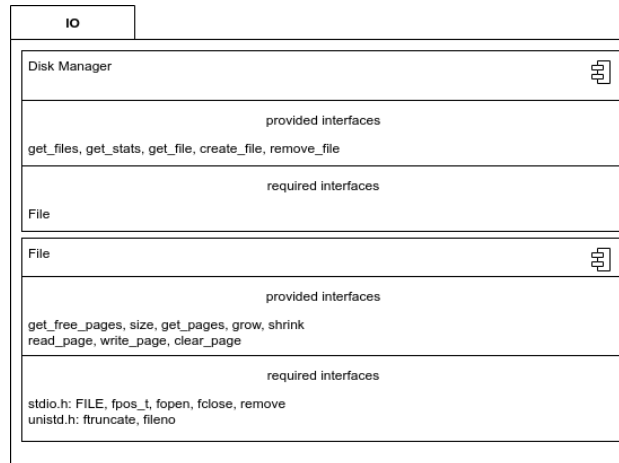 IO
Disk Manager
provided interfaces
get_files, get_stats, get_file, create_file, remove_file
required interfaces
File
File
provided interfaces
get_free_pages, size, get_pages, grow, shrink
read_page, write_page, clear_page
required interfaces
stdio.h: FILE, fpos_t, fopen, fclose, remove
unistd.h: ftruncate, fileno